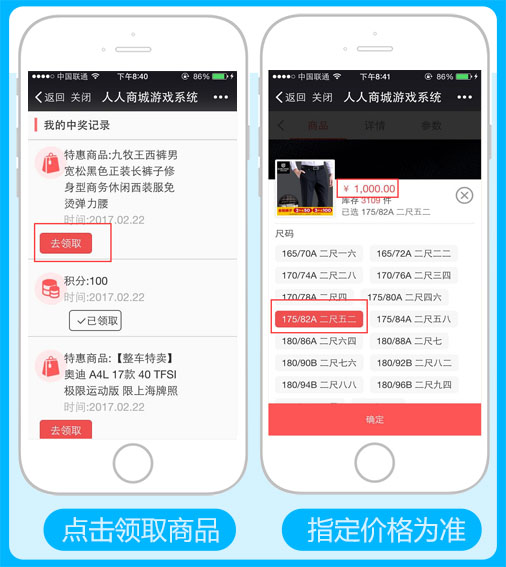 中国联通 下午8:40 86%
返回 关闭 人人商城游戏系统
我的中奖记录
特惠商品:九牧王西裤男
宽松黑色正装长裤子修
身型商务休闲西装服免
烫弹力腰
时间:2017.02.22
去领取
积分:100
时间:2017.02.22
已领取
特惠商品:【整车特卖】
奥迪 A4L 17款 40 TFSI
极限运动版 限上海牌照
时间:2017.02.22
去领取
点击领取商品
中国联通 下午8:41 86%
返回 关闭 人人商城游戏系统
商品 详情 参数
¥ 1,000.00
库存 3109 件
已选 175/82A 二尺五二
尺码
165/70A 二尺一六 165/72A 二尺二二
170/74A 二尺二八 170/76A 二尺三四
170/78A 二尺四 175/80A 二尺四六
175/82A 二尺五二 175/84A 二尺五八
180/86A 二尺六四 180/88A 二尺七
180/90B 二尺七六 180/92B 二尺八二
180/94B 二尺八八 180/96B 二尺九四
确定
指定价格为准